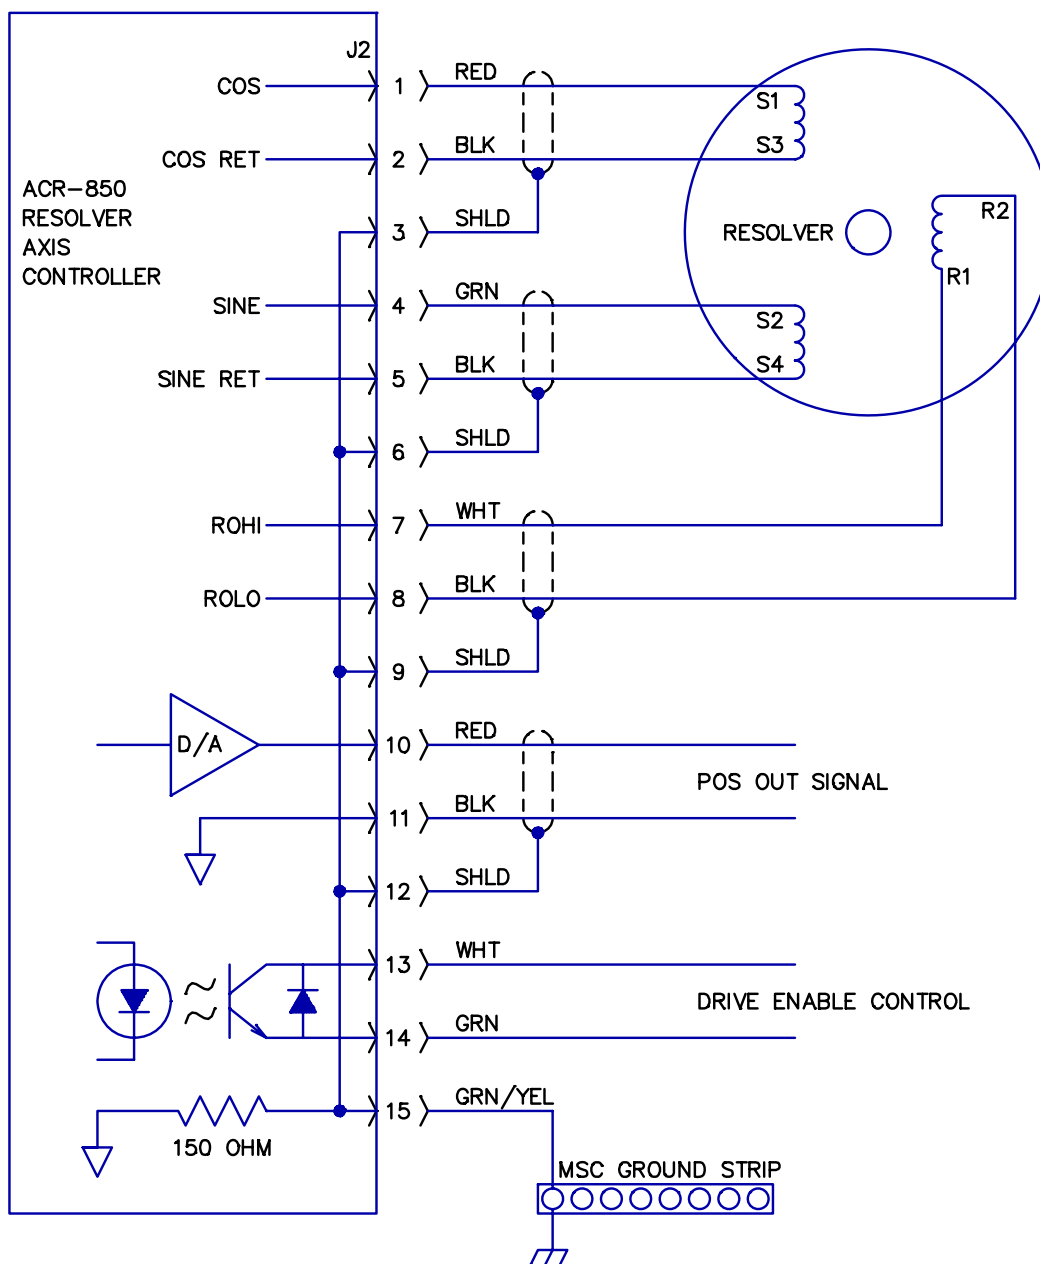 J2
COS 1 RED
S1
COS RET 2 BLK S3
ACR-850
RESOLVER
AXIS
CONTROLLER
3 SHLD
RESOLVER
R2
R1
SINE 4 GRN
S2
SINE RET 5 BLK S4
6 SHLD
ROHI 7 WHT
ROLO 8 BLK
9 SHLD
D/A 10 RED
POS OUT SIGNAL
11 BLK
12 SHLD
13 WHT
DRIVE ENABLE CONTROL
14 GRN
15 GRN/YEL
150 OHM
MSC GROUND STRIP